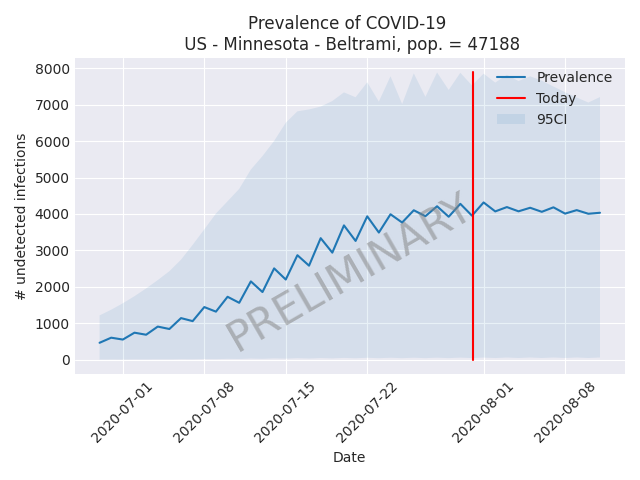 Prevalence of COVID-19
US - Minnesota - Beltrami, pop. = 47188
8000
7000
6000
5000
4000
3000
2000
1000
0
# undetected infections
Prevalence
Today
95CI
PRELIMINARY
2020-07-01
2020-07-08
2020-07-15
2020-07-22
2020-08-01
2020-08-08
Date